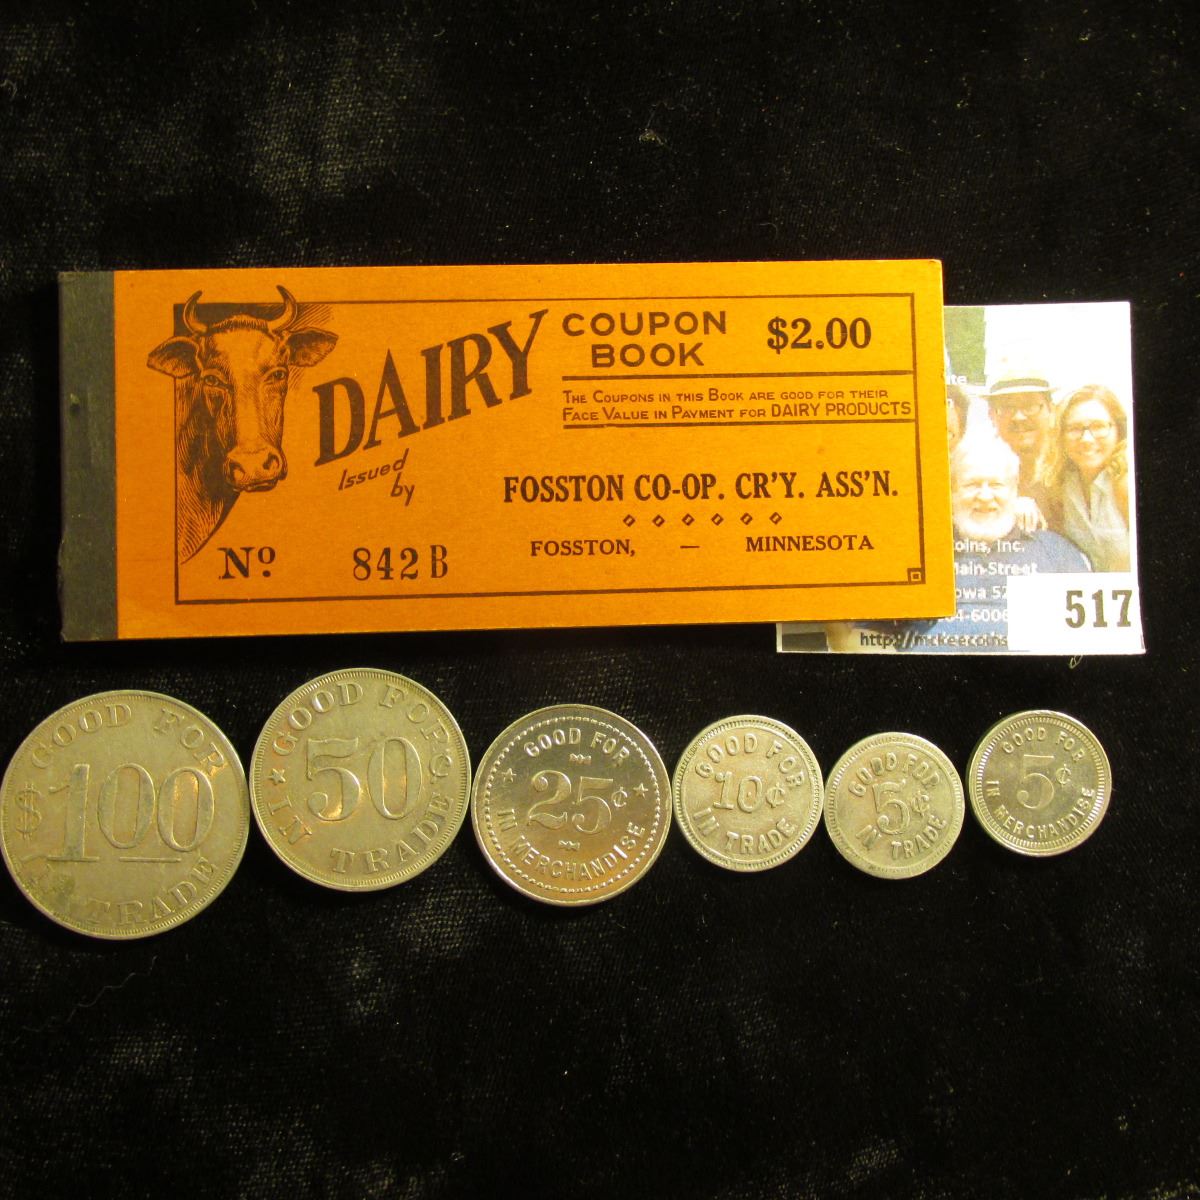 DAIRY
COUPON
BOOK
$2.00
THE COUPONS IN THIS BOOK ARE GOOD FOR THEIR
FACE VALUE IN PAYMENT FOR DAIRY PRODUCTS
Issued
by
FOSSTON CO-OP. CR'Y. ASS'N.
FOSSTON, — MINNESOTA
Nº 842B
Inc.
Street
517
GOOD FOR
$100
IN TRADE
GOOD FOR
50
IN TRADE
GOOD FOR
25¢
IN MERCHANDISE
GOOD FOR
10¢
IN TRADE
GOOD FOR
5¢
IN TRADE
GOOD FOR
5¢
IN MERCHANDISE